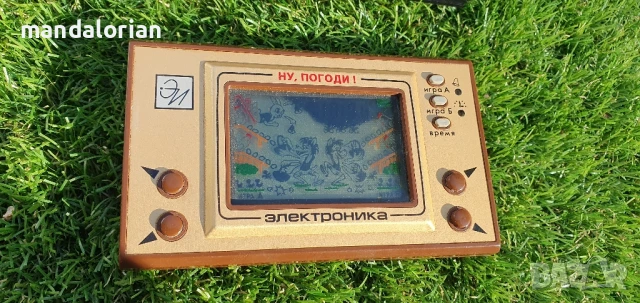 mandalorian
НУ, ПОГОДИ!
ЭИ
игра А
игра Б
время
электроника